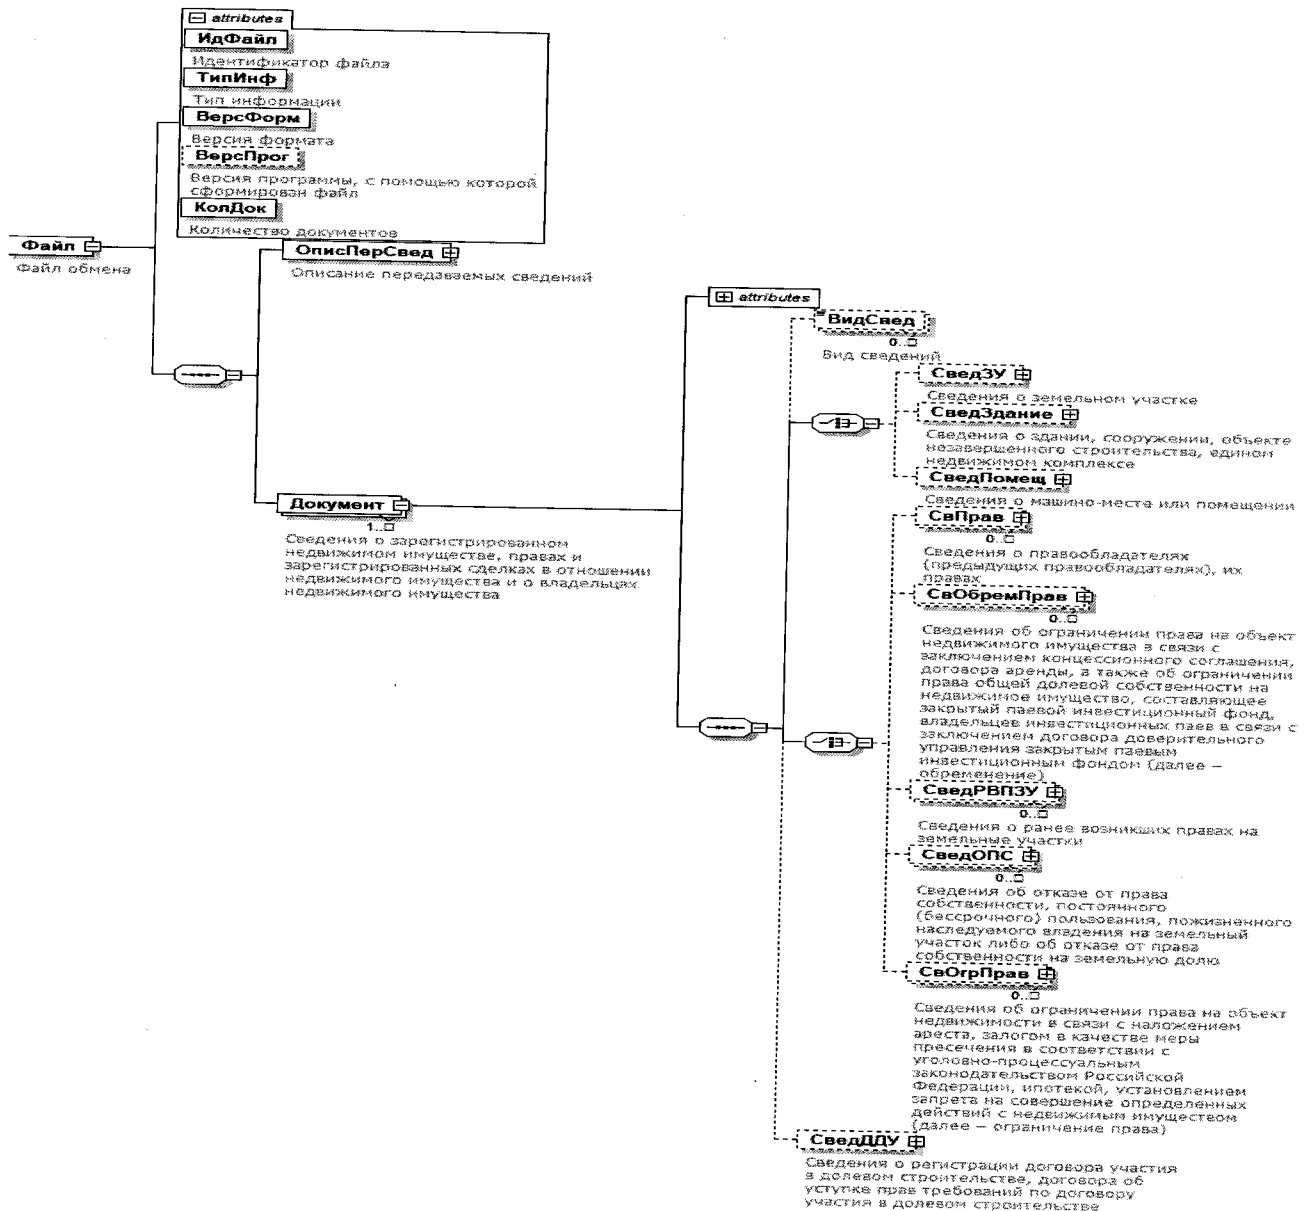 attributes
ИдФайл
Идентификатор файла
ТипИнф
Тип информации
ВерсФорм
Версия формата
ВерсПрог
Версия программы, с помощью которой
сформирован файл
КолДок
Количество документов
Файл
Файл обмена
ОписПерСвед
Описание передаваемых сведений
Документ
1..□
Сведения о зарегистрированном
недвижимом имуществе, правах и
зарегистрированных сделках в отношении
недвижимого имущества и о владельцах
недвижимого имущества
attributes
ВидСвед
0..□
Вид сведений
СведЗУ
Сведения о земельном участке
СведЗдание
Сведения о здании, сооружении, объекте
незавершенного строительства, едином
недвижимом комплексе
СведПомещ
Сведения о машино-месте или помещении
СвПрав
0..□
Сведения о правообладателях
(предыдущих правообладателях), их
правах
СвОбремПрав
0..□
Сведения об ограничении права на объект
недвижимого имущества в связи с
заключением концессионного соглашения,
договора аренды, а также об ограничении
права общей долевой собственности на
недвижимое имущество, составляющее
закрытый паевой инвестиционный фонд,
владельцев инвестиционных паев в связи с
заключением договора доверительного
управления закрытым паевым
инвестиционным фондом (далее –
обременение)
СведРВПЗУ
0..□
Сведения о ранее возникших правах на
земельные участки
СведОПС
0..□
Сведения об отказе от права
собственности, постоянного
(бессрочного) пользования, пожизненного
наследуемого владения на земельный
участок либо об отказе от права
собственности на земельную долю
СвОгрПрав
0..□
Сведения об ограничении права на объект
недвижимости в связи с наложением
ареста, залогом в качестве меры
пресечения в соответствии с
уголовно-процессуальным
законодательством Российской
Федерации, ипотекой, установлением
запрета на совершение определенных
действий с недвижимым имуществом
(далее – ограничение права)
СведДДУ
Сведения о регистрации договора участия
в долевом строительстве, договора об
уступке прав требований по договору
участия в долевом строительстве